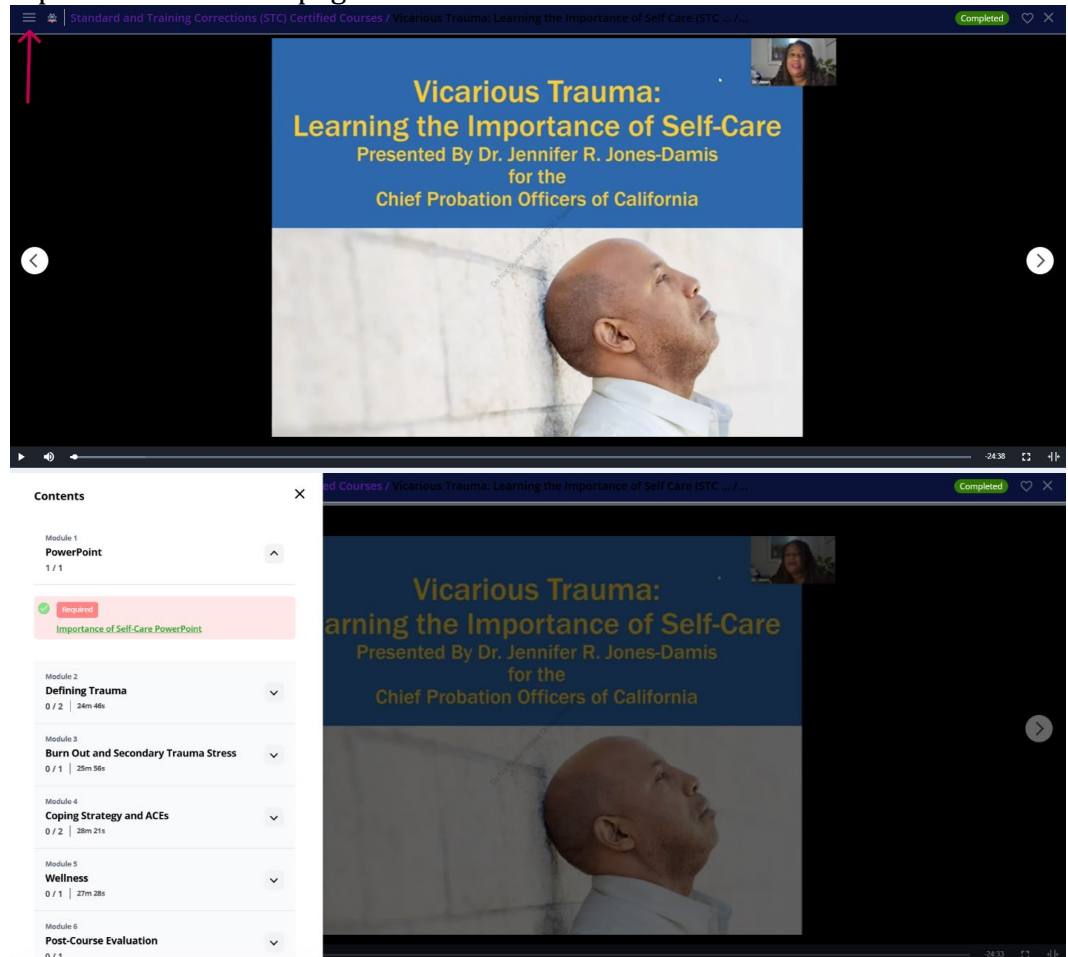 Standard and Training Corrections (STC) Certified Courses / Vicarious Trauma: Learning the Importance of Self Care (STC ... / ...
Completed
Vicarious Trauma:
Learning the Importance of Self-Care
Presented By Dr. Jennifer R. Jones-Damis
for the
Chief Probation Officers of California
-24:38
Contents
Module 1
PowerPoint
1 / 1
Required
Importance of Self-Care PowerPoint
Module 2
Defining Trauma
0 / 2 | 24m 46s
Module 3
Burn Out and Secondary Trauma Stress
0 / 1 | 25m 56s
Module 4
Coping Strategy and ACEs
0 / 2 | 28m 21s
Module 5
Wellness
0 / 1 | 27m 28s
Module 6
Post-Course Evaluation
0 / 1
ed Courses / Vicarious Trauma: Learning the Importance of Self Care (STC ... / ...
Completed
Vicarious Trauma:
arning the Importance of Self-Care
Presented By Dr. Jennifer R. Jones-Damis
for the
Chief Probation Officers of California
-24:33